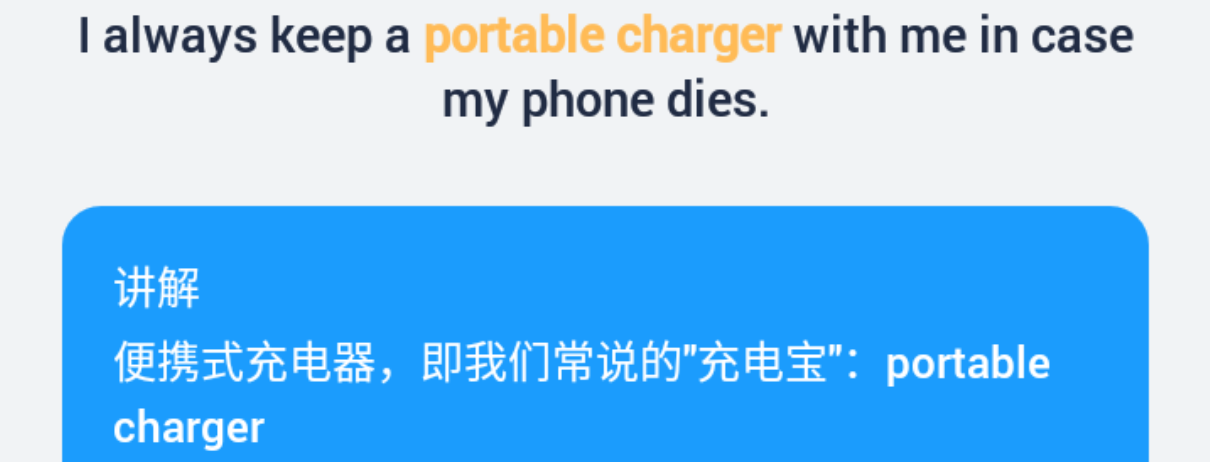 I always keep a portable charger with me in case
my phone dies.
讲解
便携式充电器，即我们常说的"充电宝"：portable
charger